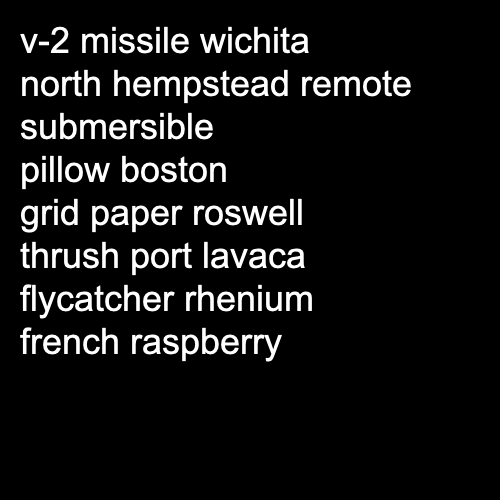 v-2 missile wichita
north hempstead remote
submersible
pillow boston
grid paper roswell
thrush port lavaca
flycatcher rhenium
french raspberry